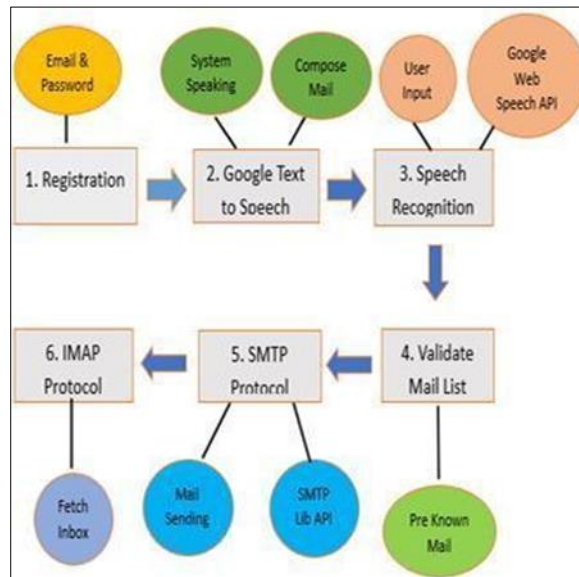 Email &
Password
System
Speaking
Compose
Mail
User
Input
Google
Web
Speech API
1. Registration
2. Google Text
to Speech
3. Speech
Recognition
6. IMAP
Protocol
5. SMTP
Protocol
4. Validate
Mail List
Fetch
Inbox
Mail
Sending
SMTP
Lib API
Pre Known
Mail